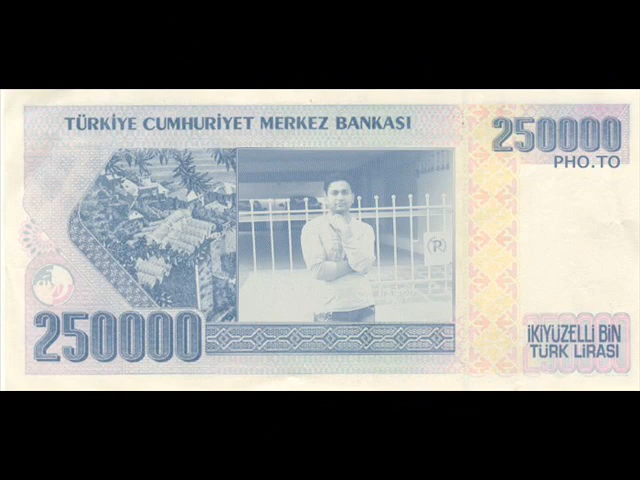 TÜRKİYE CUMHURİYET MERKEZ BANKASI
250000
PHO.TO
P
250000
İKİYÜZELLİ BİN
TÜRK LİRASI